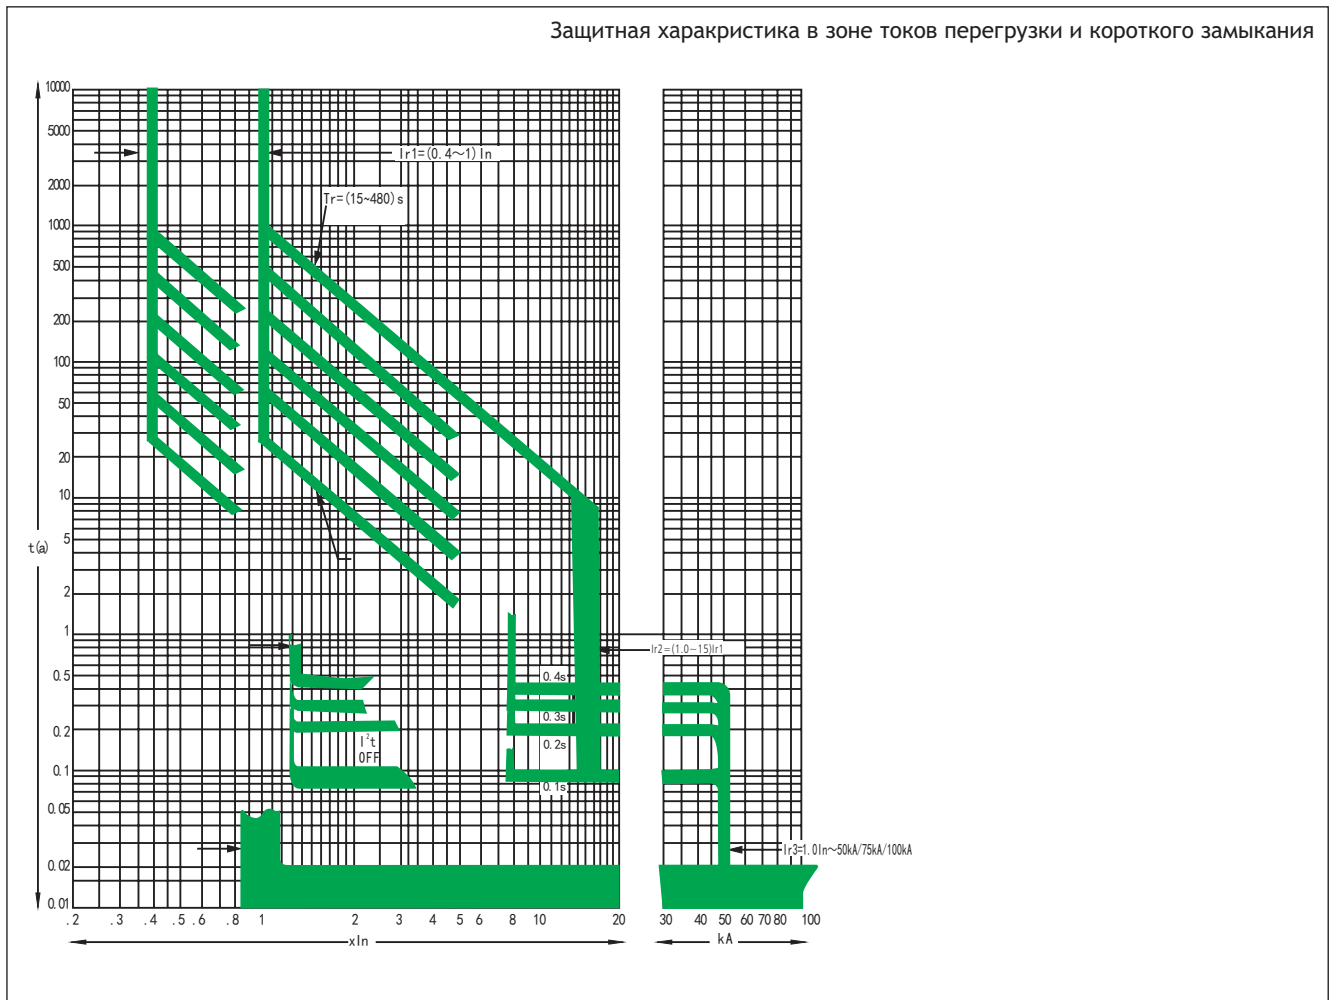 Защитная харакристика в зоне токов перегрузки и короткого замыкания
10000
5000
Ir1=(0.4~1)In
2000
Tr=(15~480)s
1000
500
200
100
50
20
10
5
t(a)
2
1
Ir2=(1.0—15)Ir1
0.5
0.4s
0.3s
0.2
I²t
OFF
0.2s
0.1
0.1s
0.05
Ir3=1.0In~50kA/75kA/100kA
0.02
0.01
.2 .3 .4 .5 .6 .8 1 2 3 4 5 6 8 10 20 30 40 50 60 70 80 100
xIn kA